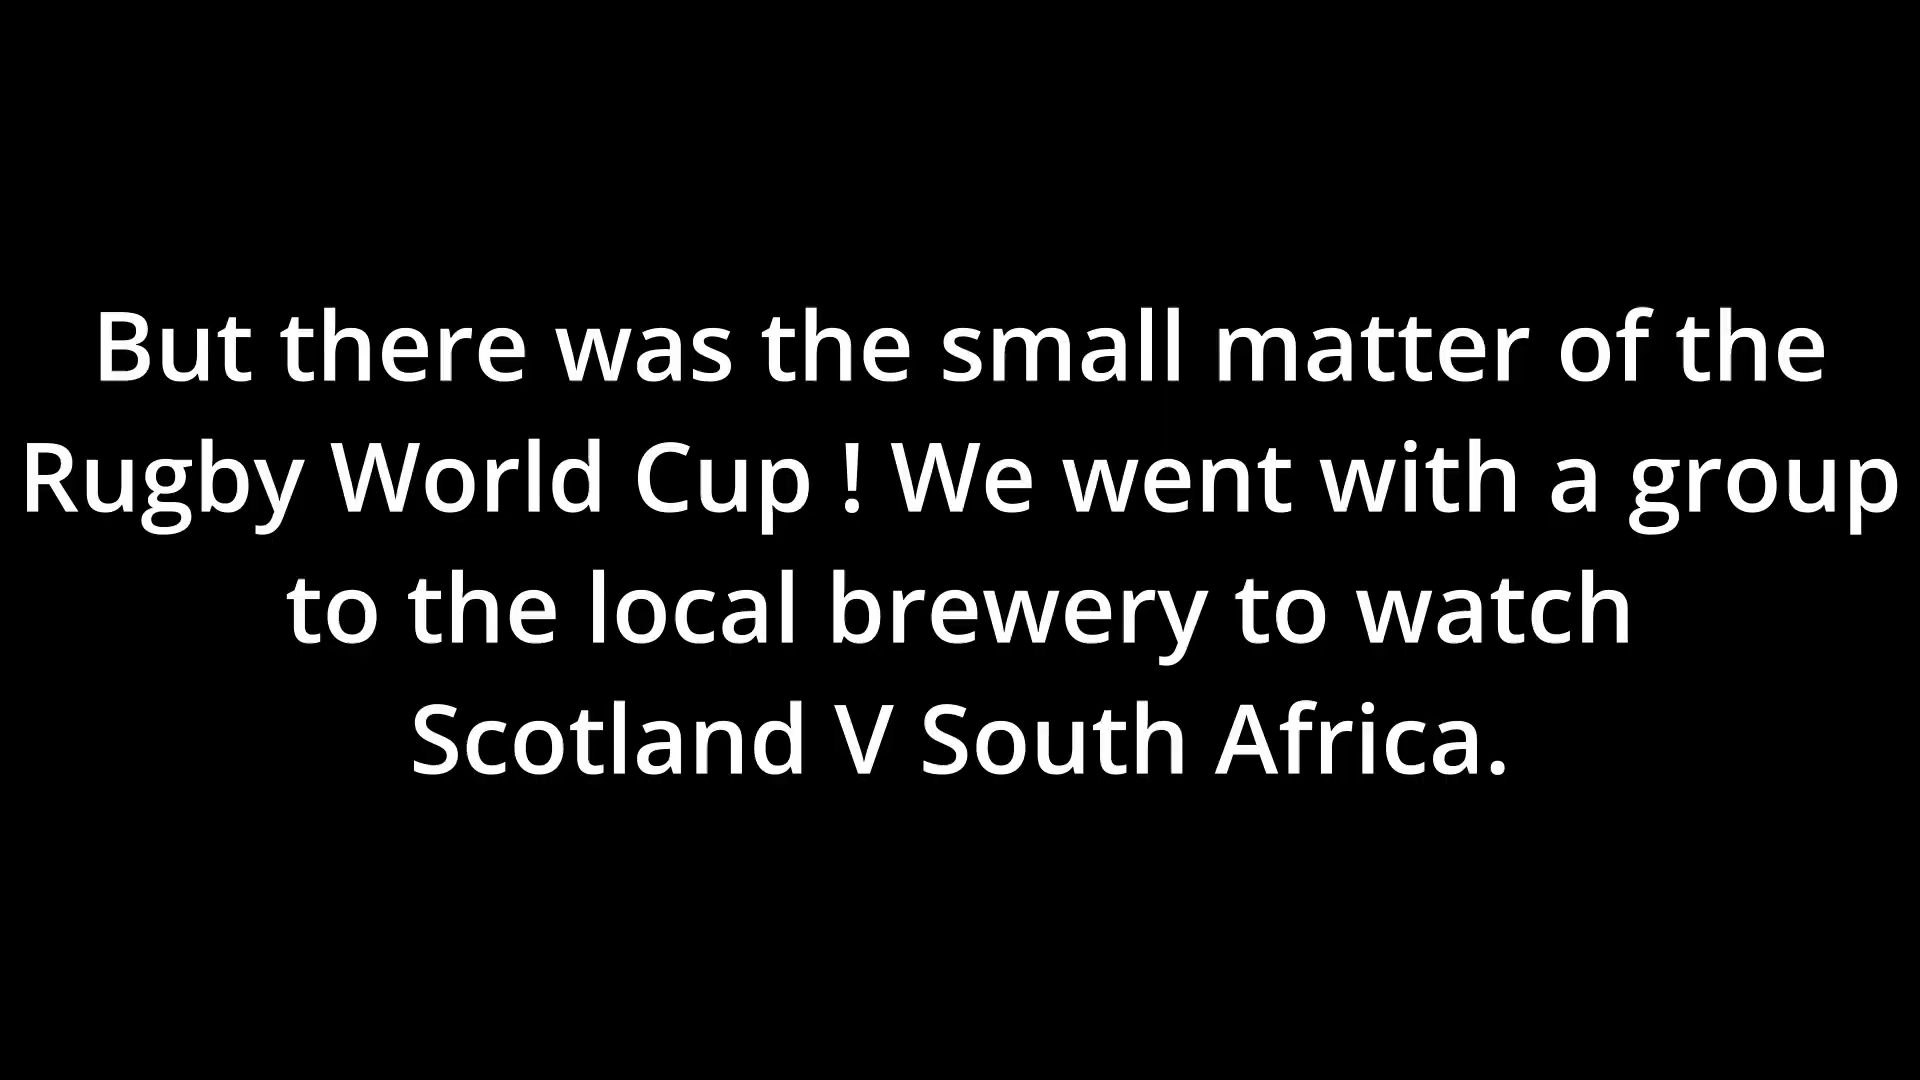 But there was the small matter of the
Rugby World Cup ! We went with a group
to the local brewery to watch
Scotland V South Africa.